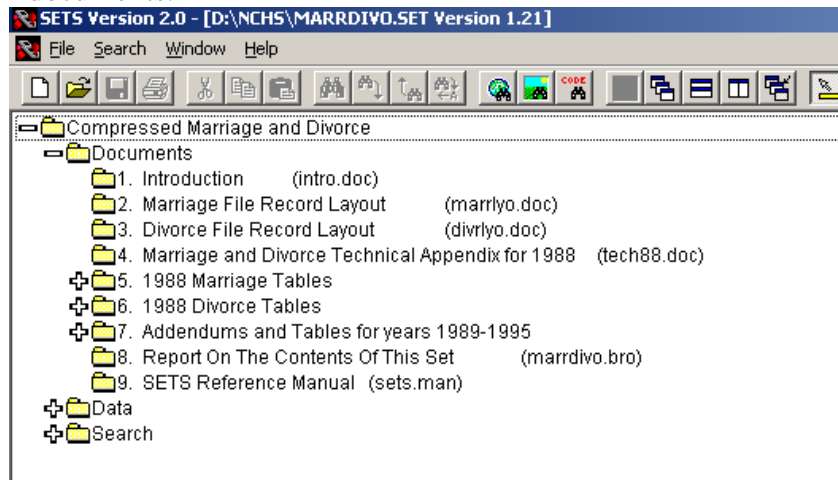 SETS Version 2.0 - [D:\NCHS\MARRDIVO.SET Version 1.21]
File Search Window Help
CODE
Compressed Marriage and Divorce
Documents
1. Introduction (intro.doc)
2. Marriage File Record Layout (marrlyo.doc)
3. Divorce File Record Layout (divrlyo.doc)
4. Marriage and Divorce Technical Appendix for 1988 (tech88.doc)
5. 1988 Marriage Tables
6. 1988 Divorce Tables
7. Addendums and Tables for years 1989-1995
8. Report On The Contents Of This Set (marrdivo.bro)
9. SETS Reference Manual (sets.man)
Data
Search